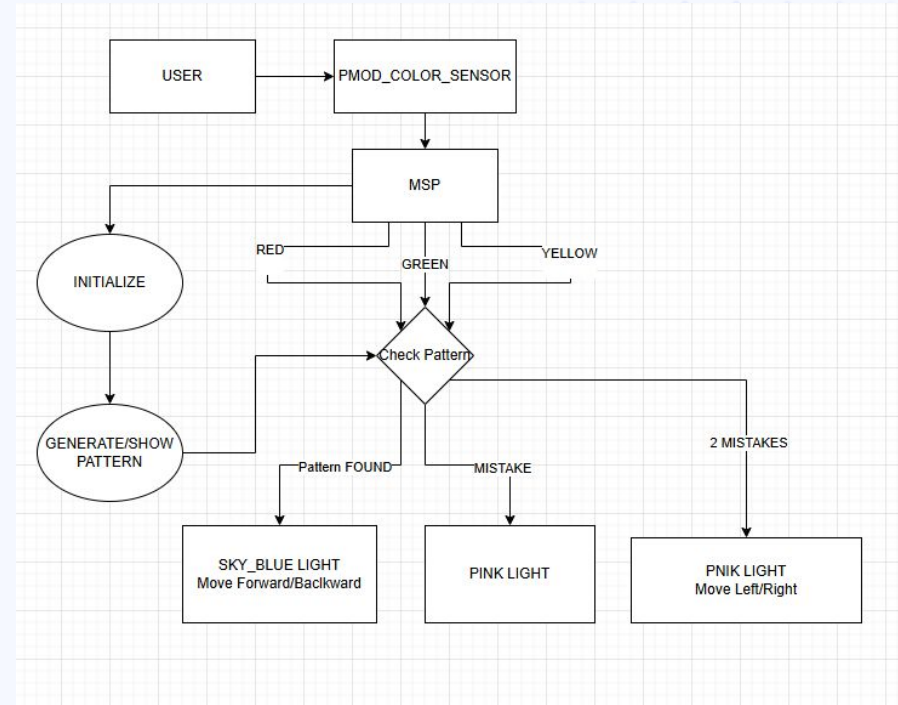 USER
PMOD_COLOR_SENSOR
MSP
RED
GREEN
YELLOW
INITIALIZE
Check Pattern
GENERATE/SHOW
PATTERN
Pattern FOUND
MISTAKE
2 MISTAKES
SKY_BLUE LIGHT
Move Forward/Baclkward
PINK LIGHT
PNIK LIGHT
Move Left/Right